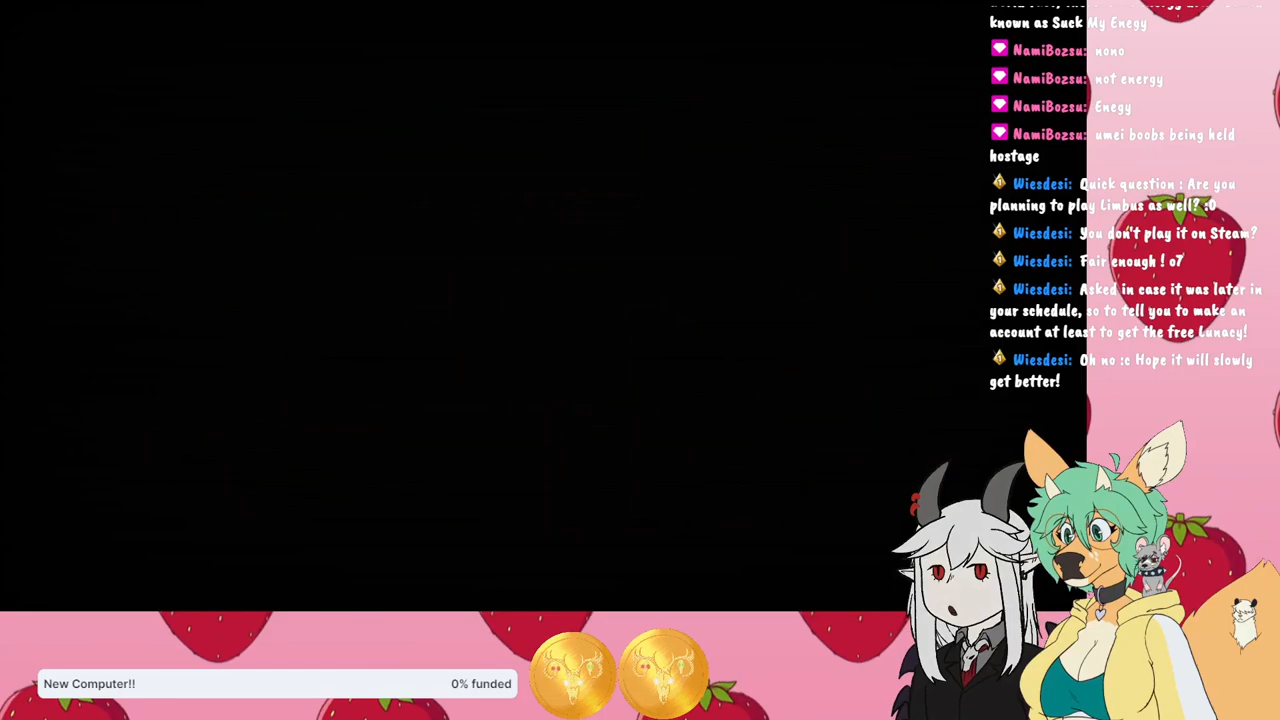 known as Suck My Enegy
NamiBozsu: nono
NamiBozsu: not energy
NamiBozsu: Enegy
NamiBozsu: umei boobs being held
hostage
Wiesdesi: Quick question : Are you
planning to play Limbus as well? :O
Wiesdesi: You don't play it on Steam?
Wiesdesi: Fair enough ! o7
Wiesdesi: Asked in case it was later in
your schedule, so to tell you to make an
account at least to get the free Lunacy!
Wiesdesi: Oh no :c Hope it will slowly
get better!
New Computer!! 0% funded